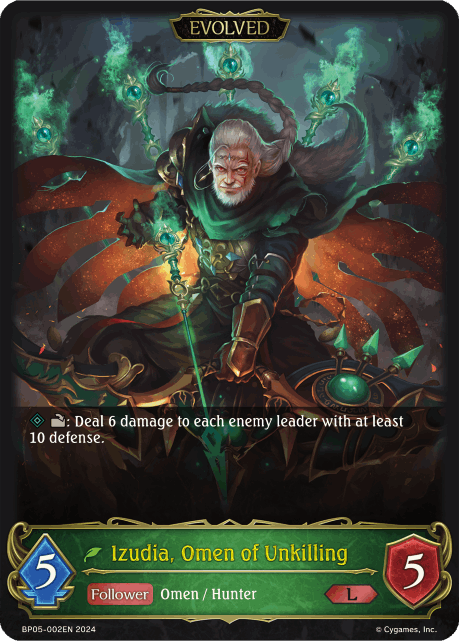 EVOLVED
: Deal 6 damage to each enemy leader with at least
10 defense.
Izudia, Omen of Unkilling
5
Follower Omen / Hunter L
5
BP05-002EN 2024 © Cygames, Inc.